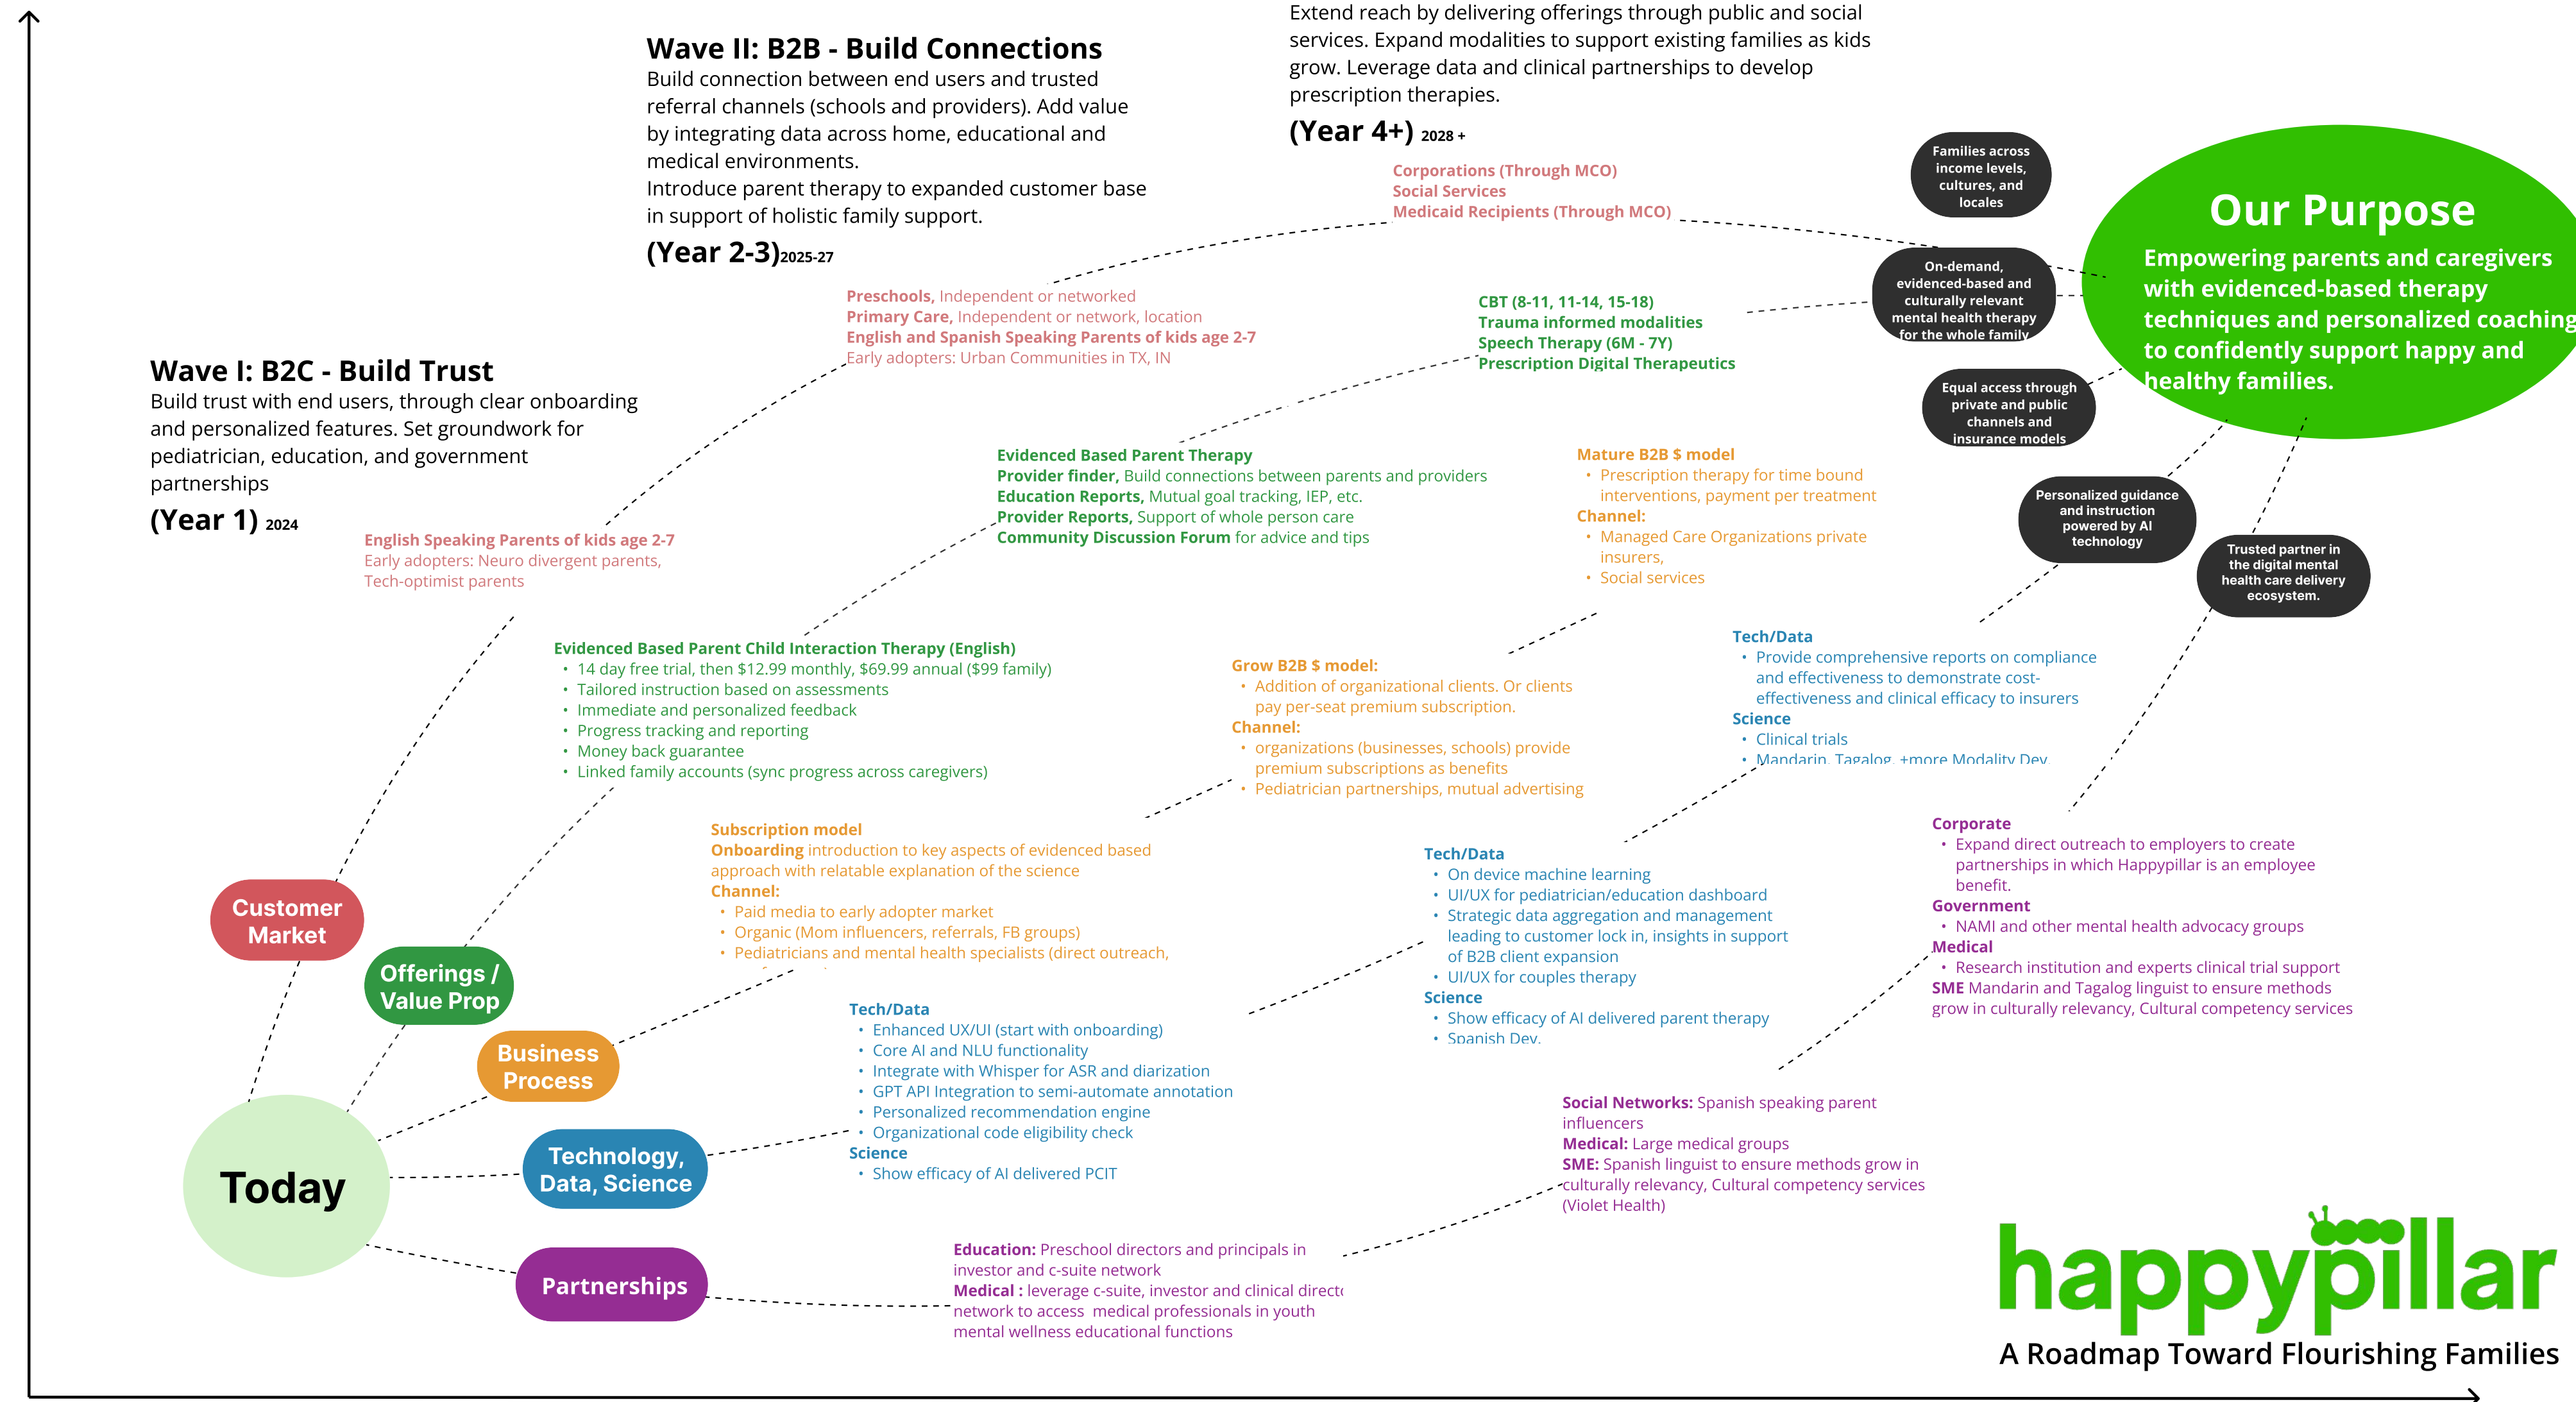 Wave I: B2C - Build Trust
Build trust with end users, through clear onboarding
and personalized features. Set groundwork for
pediatrician, education, and government
partnerships
(Year 1) 2024
Wave II: B2B - Build Connections
Build connection between end users and trusted
referral channels (schools and providers). Add value
by integrating data across home, educational and
medical environments.
Introduce parent therapy to expanded customer base
in support of holistic family support.
(Year 2-3)2025-27
Extend reach by delivering offerings through public and social
services. Expand modalities to support existing families as kids
grow. Leverage data and clinical partnerships to develop
prescription therapies.
(Year 4+) 2028 +
Customer
Market
English Speaking Parents of kids age 2-7
Early adopters: Neuro divergent parents,
Tech-optimist parents
Preschools, Independent or networked
Primary Care, Independent or network, location
English and Spanish Speaking Parents of kids age 2-7
Early adopters: Urban Communities in TX, IN
Corporations (Through MCO)
Social Services
Medicaid Recipients (Through MCO)
Families across
income levels,
cultures, and
locales
Offerings /
Value Prop
Evidenced Based Parent Child Interaction Therapy (English)
• 14 day free trial, then $12.99 monthly, $69.99 annual ($99 family)
• Tailored instruction based on assessments
• Immediate and personalized feedback
• Progress tracking and reporting
• Money back guarantee
• Linked family accounts (sync progress across caregivers)
Evidenced Based Parent Therapy
Provider finder, Build connections between parents and providers
Education Reports, Mutual goal tracking, IEP, etc.
Provider Reports, Support of whole person care
Community Discussion Forum for advice and tips
CBT (8-11, 11-14, 15-18)
Trauma informed modalities
Speech Therapy (6M - 7Y)
Prescription Digital Therapeutics
On-demand,
evidenced-based and
culturally relevant
mental health therapy
for the whole family
Business
Process
Subscription model
Onboarding introduction to key aspects of evidenced based
approach with relatable explanation of the science
Channel:
• Paid media to early adopter market
• Organic (Mom influencers, referrals, FB groups)
• Pediatricians and mental health specialists (direct outreach,
Grow B2B $ model:
• Addition of organizational clients. Or clients
pay per-seat premium subscription.
Channel:
• organizations (businesses, schools) provide
premium subscriptions as benefits
• Pediatrician partnerships, mutual advertising
Mature B2B $ model
• Prescription therapy for time bound
interventions, payment per treatment
Channel:
• Managed Care Organizations private
insurers,
• Social services
Equal access through
private and public
channels and
insurance models
Technology,
Data, Science
Tech/Data
• Enhanced UX/UI (start with onboarding)
• Core AI and NLU functionality
• Integrate with Whisper for ASR and diarization
• GPT API Integration to semi-automate annotation
• Personalized recommendation engine
• Organizational code eligibility check
Science
• Show efficacy of AI delivered PCIT
Tech/Data
• On device machine learning
• UI/UX for pediatrician/education dashboard
• Strategic data aggregation and management
leading to customer lock in, insights in support
of B2B client expansion
• UI/UX for couples therapy
Science
• Show efficacy of AI delivered parent therapy
• Spanish Dev.
Tech/Data
• Provide comprehensive reports on compliance
and effectiveness to demonstrate cost-
effectiveness and clinical efficacy to insurers
Science
• Clinical trials
• Mandarin, Tagalog, +more Modality Dev.
Personalized guidance
and instruction
powered by AI
technology
Partnerships
Education: Preschool directors and principals in
investor and c-suite network
Medical : leverage c-suite, investor and clinical directo
network to access medical professionals in youth
mental wellness educational functions
Social Networks: Spanish speaking parent
influencers
Medical: Large medical groups
SME: Spanish linguist to ensure methods grow in
culturally relevancy, Cultural competency services
(Violet Health)
Corporate
• Expand direct outreach to employers to create
partnerships in which Happypillar is an employee
benefit.
Government
• NAMI and other mental health advocacy groups
Medical
• Research institution and experts clinical trial support
SME Mandarin and Tagalog linguist to ensure methods
grow in culturally relevancy, Cultural competency services
Trusted partner in
the digital mental
health care delivery
ecosystem.
Today
Our Purpose
Empowering parents and caregivers
with evidenced-based therapy
techniques and personalized coaching
to confidently support happy and
healthy families.
happypillar
A Roadmap Toward Flourishing Families